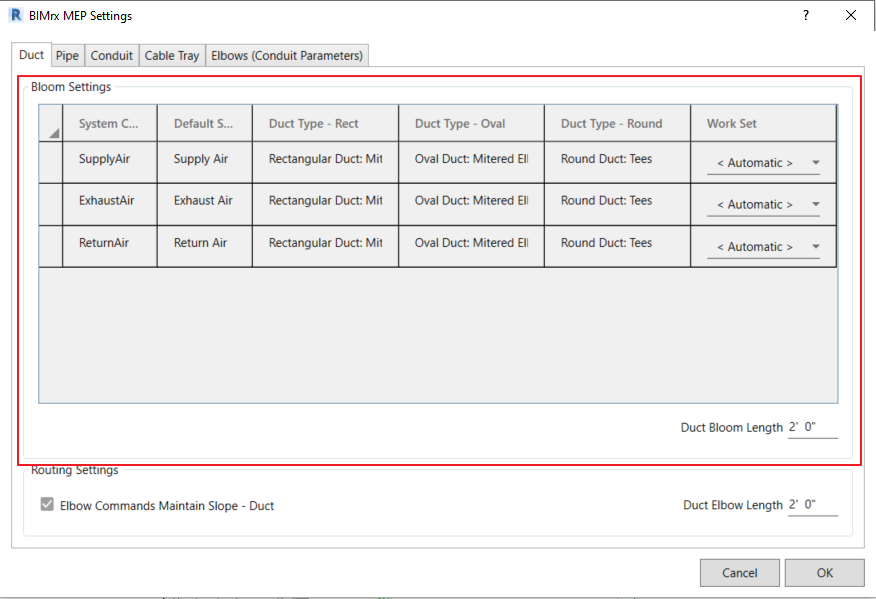 R BIMrx MEP Settings ?
Duct Pipe Conduit Cable Tray Elbows (Conduit Parameters)
Bloom Settings
System C... Default S... Duct Type - Rect Duct Type - Oval Duct Type - Round Work Set
SupplyAir Supply Air Rectangular Duct: Mit Oval Duct: Mitered Ell Round Duct: Tees < Automatic >
ExhaustAir Exhaust Air Rectangular Duct: Mit Oval Duct: Mitered Ell Round Duct: Tees < Automatic >
ReturnAir Return Air Rectangular Duct: Mit Oval Duct: Mitered Ell Round Duct: Tees < Automatic >
Duct Bloom Length 2' 0"
Routing Settings
Elbow Commands Maintain Slope - Duct Duct Elbow Length 2' 0"
Cancel OK